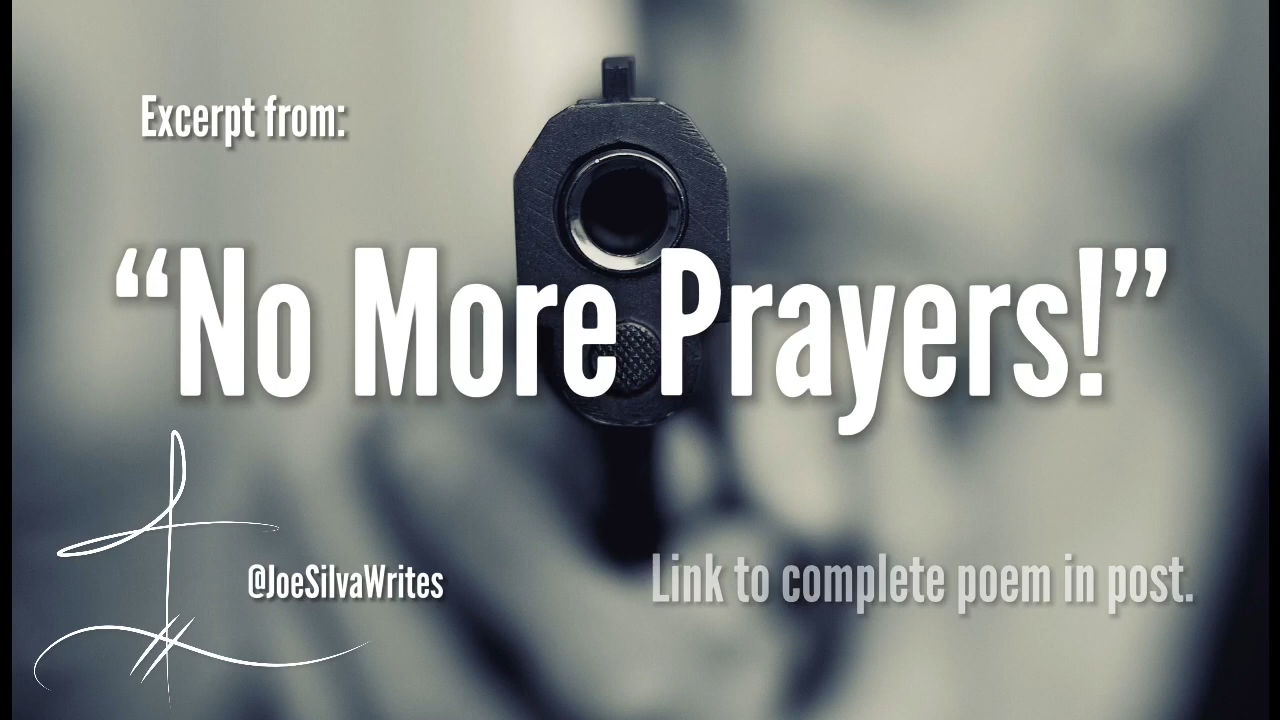 Excerpt from:
“No More Prayers!”
@JoeSilvaWrites
Link to complete poem in post.